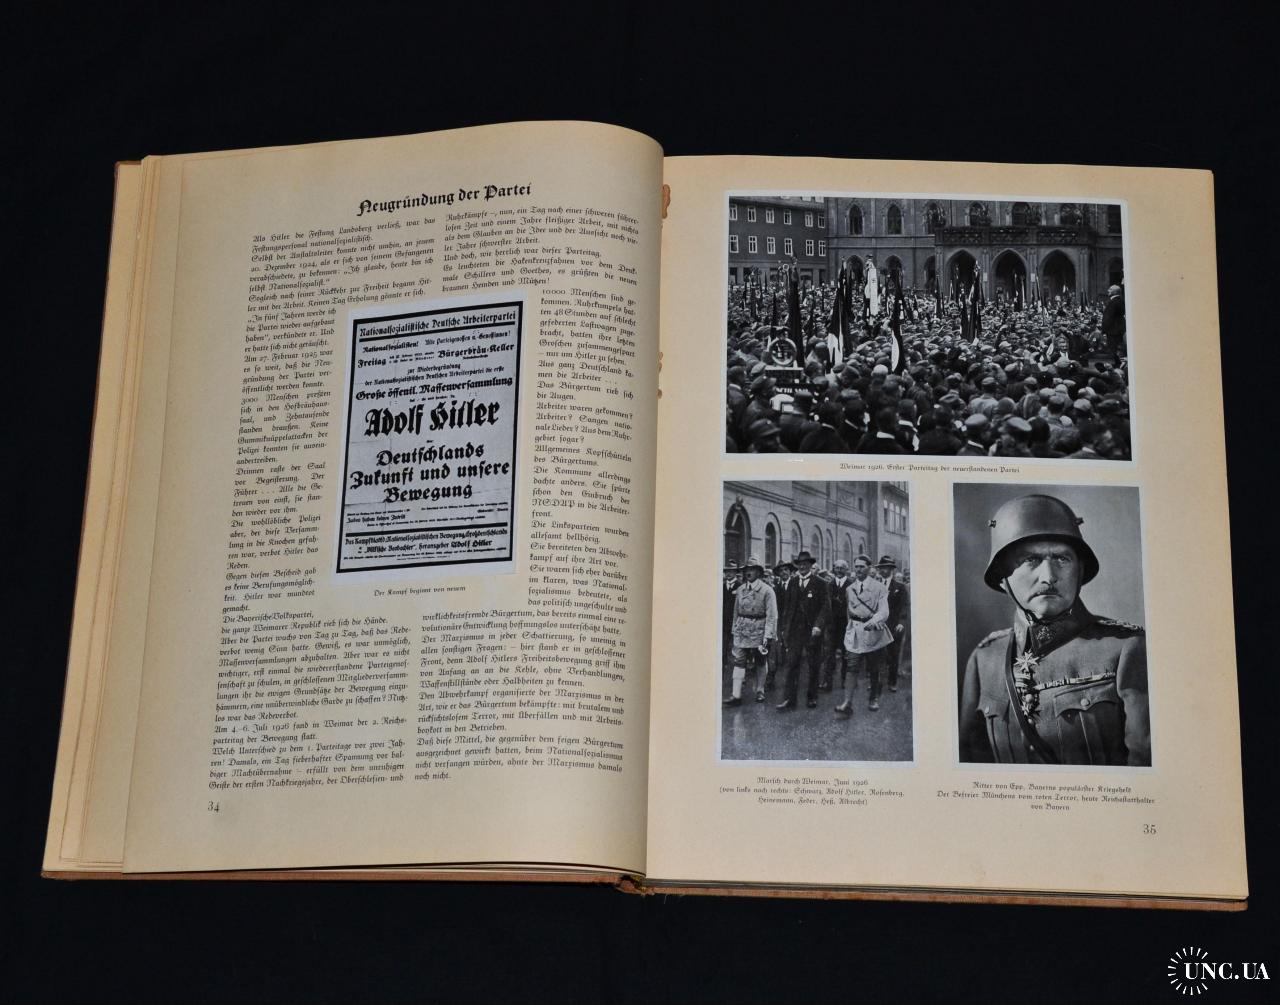 Neugründung der Partei
Als Hitler die Festung Landsberg verließ, war das
Festungspersonal nationalsozialistisch.
Selbst der Anstaltsleiter konnte nicht umhin, an jenem
20. Dezember 1924, als er sich von seinem Gefangenen
verabschiedete, zu bekennen: „Ich glaube, heute bin ich
selbst Nationalsozialist.“
Sogleich nach seiner Rückkehr zur Freiheit begann Hit-
ler mit der Arbeit. Keinen Tag Erholung gönnte er sich.
„In fünf Jahren werde ich
die Partei wieder aufgebaut
haben“, verkündete er. Und
er hatte sich nicht getäuscht.
Am 27. Februar 1925 war
es so weit, daß die Neu-
gründung der Partei ver-
öffentlicht werden konnte.
3000 Menschen preßten
sich in den Hofbräuhaus-
saal, und Zehntausende
standen draußen. Keine
Gummiknüppelattacken der
Polizei konnten sie ausein-
andertreiben.
Drinnen raste der Saal
vor Begeisterung. Der
Führer . . . Alle die Ge-
treuen von einst, sie stan-
den wieder vor ihm.
Die wohllöbliche Polizei
aber, der diese Versamm-
lung in die Knochen gefah-
ren war, verbot Hitler das
Reden.
Gegen diesen Bescheid gab
es keine Berufungsmöglich-
keit. Hitler war mundtot
gemacht.
Die Bayerische Volkspartei,
die ganze Weimarer Republik rieb sich die Hände.
Aber die Partei wuchs von Tag zu Tag, daß das Rede-
verbot wenig Sinn hatte. Gewiß, es war unmöglich,
Massenversammlungen abzuhalten. Aber war es nicht
wichtiger, erst einmal die wiedererstandene Parteigenos-
senschaft zu schulen, in geschlossenen Mitgliederversamm-
lungen ihr die ewigen Grundsätze der Bewegung einzu-
hämmern, eine unüberwindliche Garde zu schaffen? Nutz-
los war das Redeverbot.
Am 4.-6. Juli 1926 fand in Weimar der 2. Reichs-
parteitag der Bewegung statt.
Welch Unterschied zu dem 1. Parteitage vor zwei Jah-
ren! Damals, ein Tag fieberhafter Spannung vor bal-
diger Machtübernahme – erfüllt von dem unruhigen
Geiste der ersten Nachkriegsjahre, der Oberschlesien- und
34
Ruhrkämpfe –, nun, ein Tag nach einer schweren führer-
losen Zeit und einem Jahre fleißiger Arbeit, mit nichts
als dem Glauben an die Idee und der Aussicht noch vie-
ler Jahre schwerster Arbeit.
Und doch, wie herrlich war dieser Parteitag.
Es leuchteten die Hakenkreuzfahnen vor dem Denk-
male Schillers und Goethes, es grüßten die neuen
braunen Hemden und Mützen!
10000 Menschen sind ge-
kommen. Ruhrkumpels hat-
ten 48 Stunden auf schlecht
gefederten Lastwagen zuge-
bracht, hatten ihre letzten
Groschen zusammengespart
– nur um Hitler zu sehen.
Aus ganz Deutschland ka-
men die Arbeiter . . .
Das Bürgertum rieb sich
die Augen.
Arbeiter waren gekommen?
Arbeiter? Sangen natio-
nale Lieder? Aus dem Ruhr-
gebiet sogar?
Allgemeines Kopfschütteln
des Bürgertums.
Die Kommune allerdings
dachte anders. Sie spürte
schon den Einbruch der
NSDAP in die Arbeiter-
front.
Die Linksparteien wurden
allesamt hellhörig.
Sie bereiteten den Abwehr-
kampf auf ihre Art vor.
Sie waren sich eher darüber
im klaren, was National-
sozialismus bedeutete, als
das politisch ungeschulte und
wirklichkeitsfremde Bürgertum, das bereits einmal eine re-
volutionäre Entwicklung hoffnungslos unterschätzt hatte.
Der Marxismus in jeder Schattierung, so uneinig in
allen sonstigen Fragen: – hier stand er in geschlossener
Front, denn Adolf Hitlers Freiheitsbewegung griff ihm
von Anfang an an die Kehle, ohne Verhandlungen,
Waffenstillstände oder Halbheiten zu kennen.
Den Abwehrkampf organisierte der Marxismus in der
Art, wie er das Bürgertum bekämpfte: mit brutalem und
rücksichtslosem Terror, mit Überfällen und mit Arbeits-
boykott in den Betrieben.
Daß diese Mittel, die gegenüber dem feigen Bürgertum
ausgezeichnet gewirkt hatten, beim Nationalsozialismus
nicht verfangen würden, ahnte der Marxismus damals
noch nicht.
Nationalsozialistische Deutsche Arbeiterpartei
Nationalsozialisten! Alte Parteigenossen u. -Genossinnen!
Freitag Bürgerbräu-Keller
zur Wiederbegründung
der Nationalsozialistischen Deutschen Arbeiterpartei die erste
Große öffentl. Massenversammlung
Adolf Hitler
über
Deutschlands
Zukunft und unsere
Bewegung
Juden haben keinen Zutritt
Das Kampfblatt d. Nationalsozialistischen Bewegung Großdeutschlands
„Völkische Beobachter“, Herausgeber Adolf Hitler
Der Kampf beginnt von neuem
Weimar 1926. Erster Parteitag der neuerstandenen Partei
Marsch durch Weimar, Juni 1926
(von links nach rechts: Schwarz, Adolf Hitler, Rosenberg,
Heinemann, Feder, Heß, Albrecht)
Ritter von Epp, Bayerns populärster Kriegsheld
Der Befreier Münchens vom roten Terror, heute Reichsstatthalter
von Bayern
35
UNC.UA